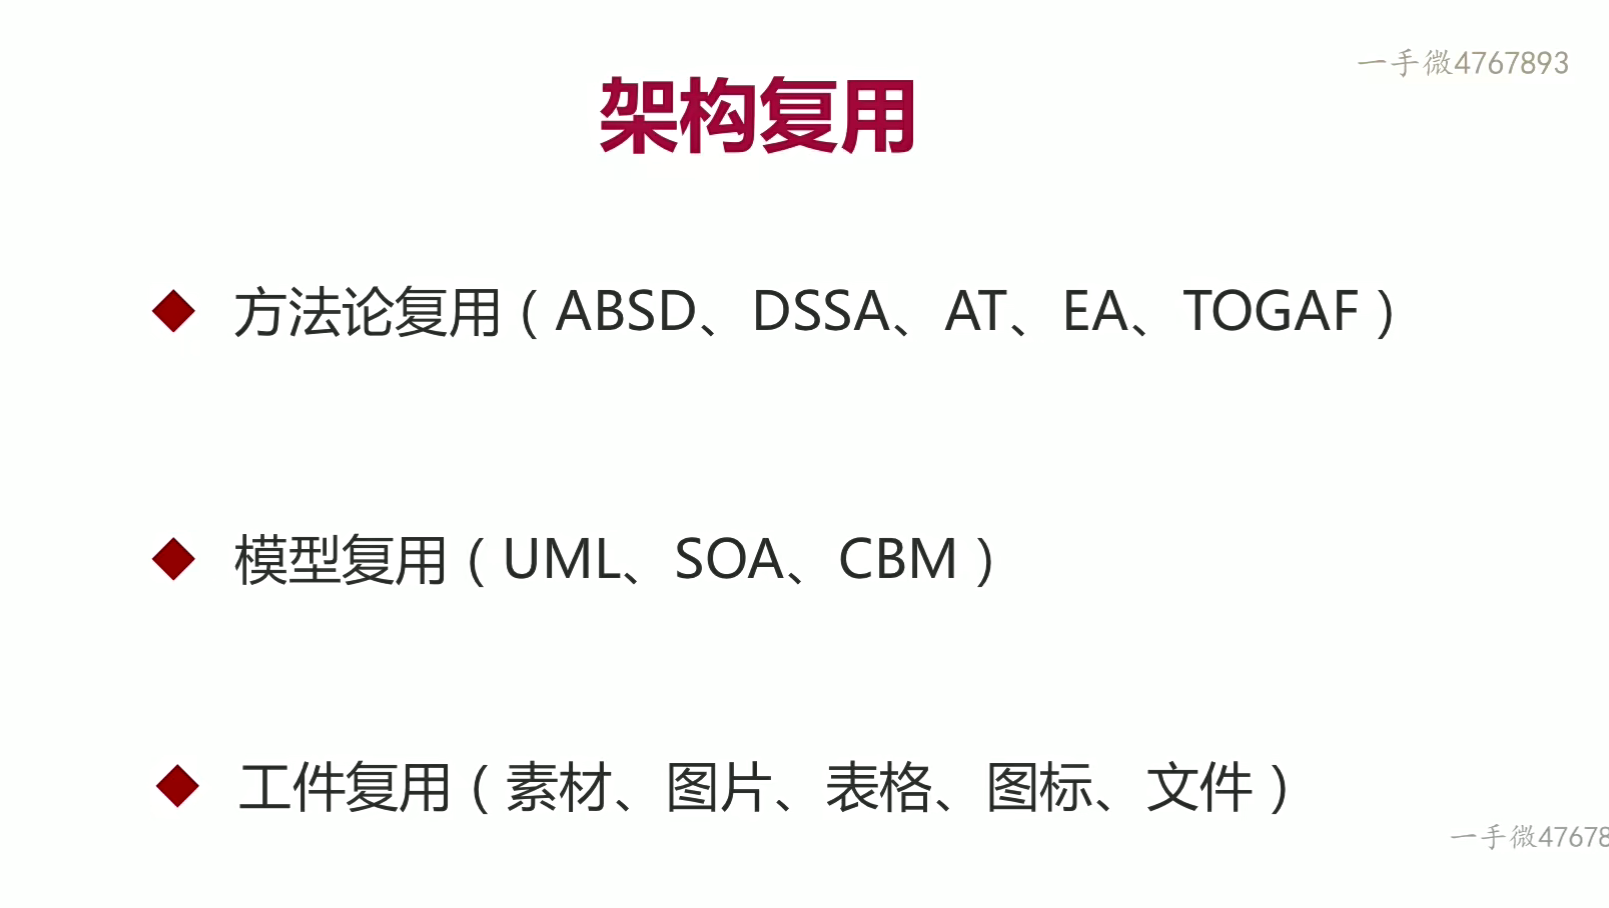 一手微4767893
架构复用
方法论复用（ABSD、DSSA、AT、EA、TOGAF）
模型复用（UML、SOA、CBM）
工件复用（素材、图片、表格、图标、文件）
一手微47678